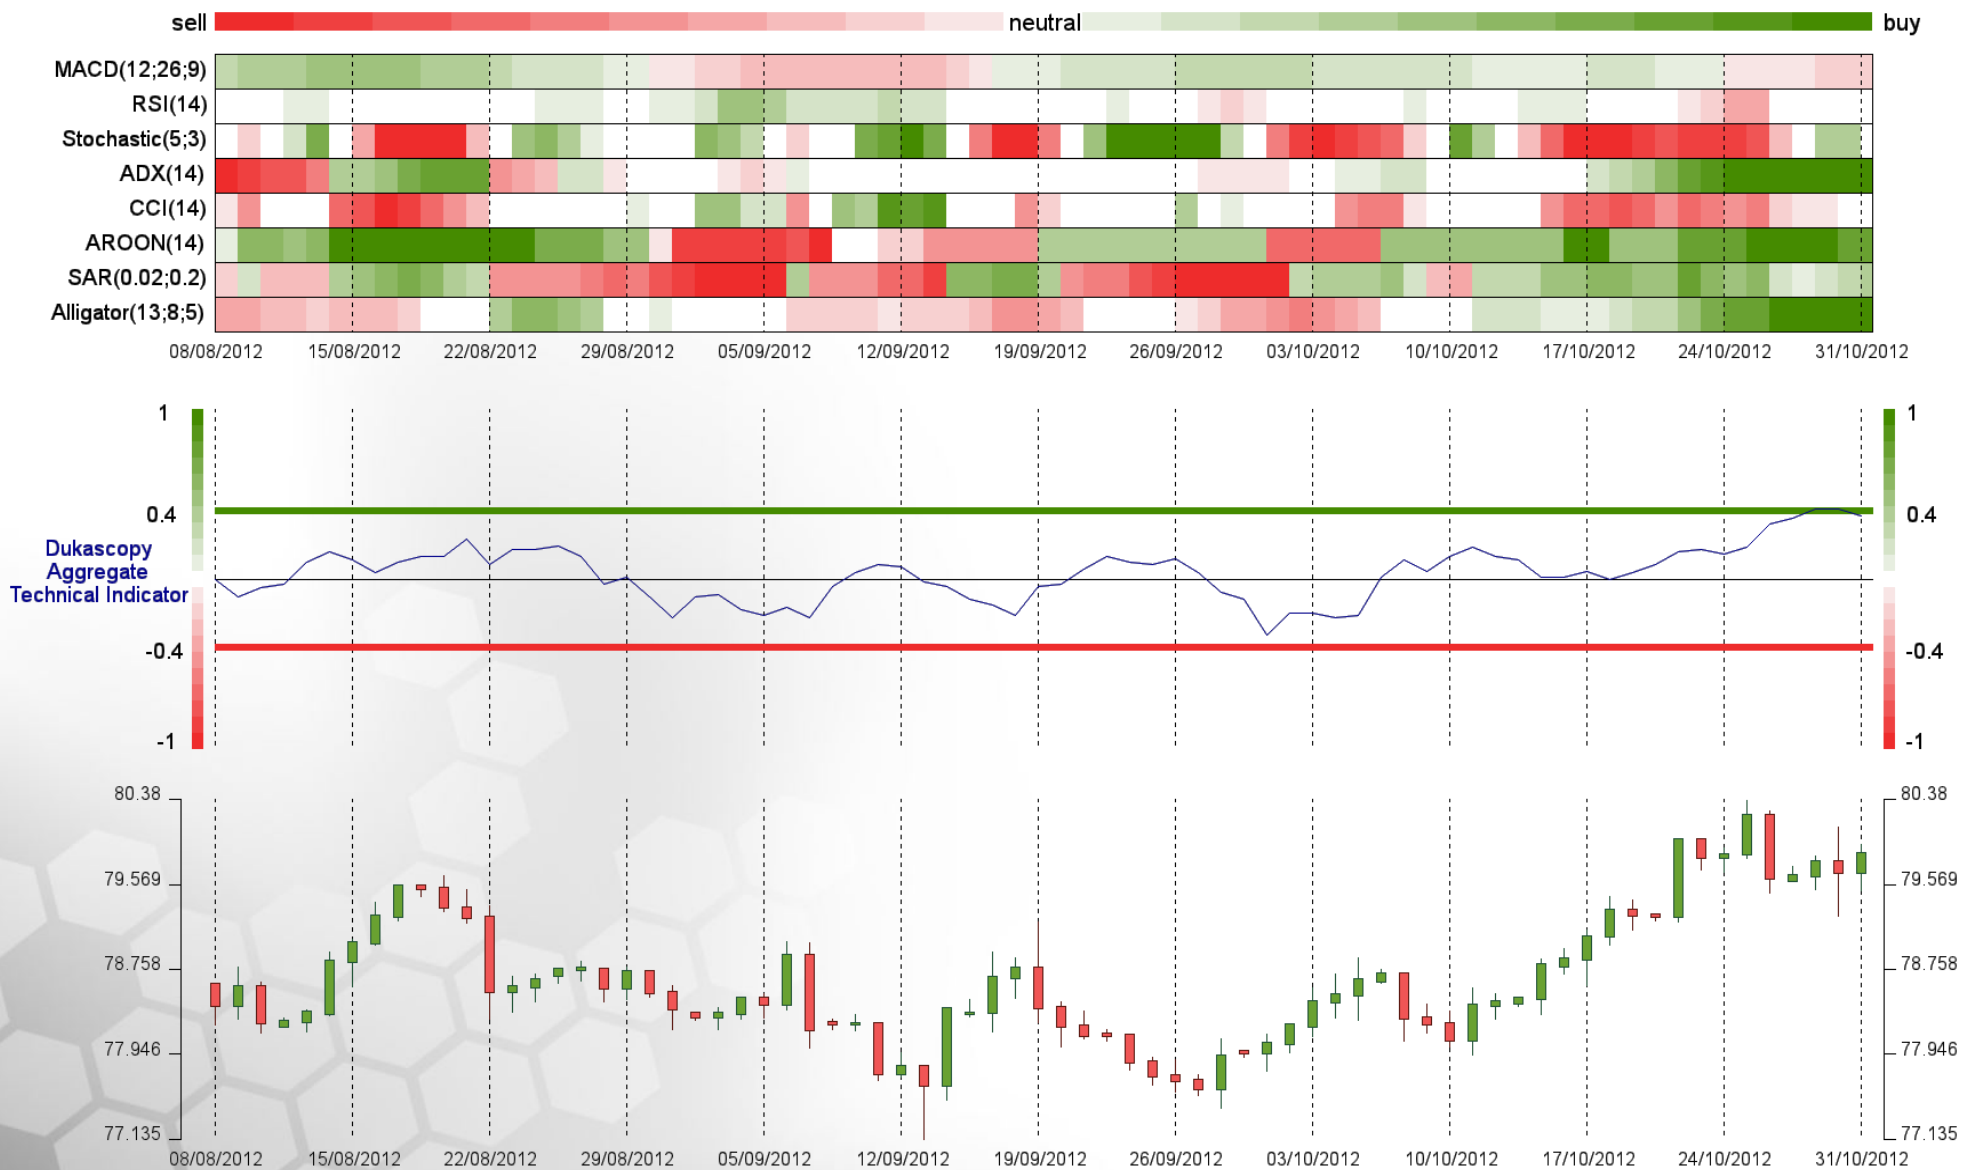 sell neutral buy
MACD(12;26;9)
RSI(14)
Stochastic(5;3)
ADX(14)
CCI(14)
AROON(14)
SAR(0.02;0.2)
Alligator(13;8;5)
08/08/2012 15/08/2012 22/08/2012 29/08/2012 05/09/2012 12/09/2012 19/09/2012 26/09/2012 03/10/2012 10/10/2012 17/10/2012 24/10/2012 31/10/2012
1 1
0.4 0.4
Dukascopy
Aggregate
Technical Indicator
-0.4 -0.4
-1 -1
80.38 80.38
79.569 79.569
78.758 78.758
77.946 77.946
77.135 77.135
08/08/2012 15/08/2012 22/08/2012 29/08/2012 05/09/2012 12/09/2012 19/09/2012 26/09/2012 03/10/2012 10/10/2012 17/10/2012 24/10/2012 31/10/2012